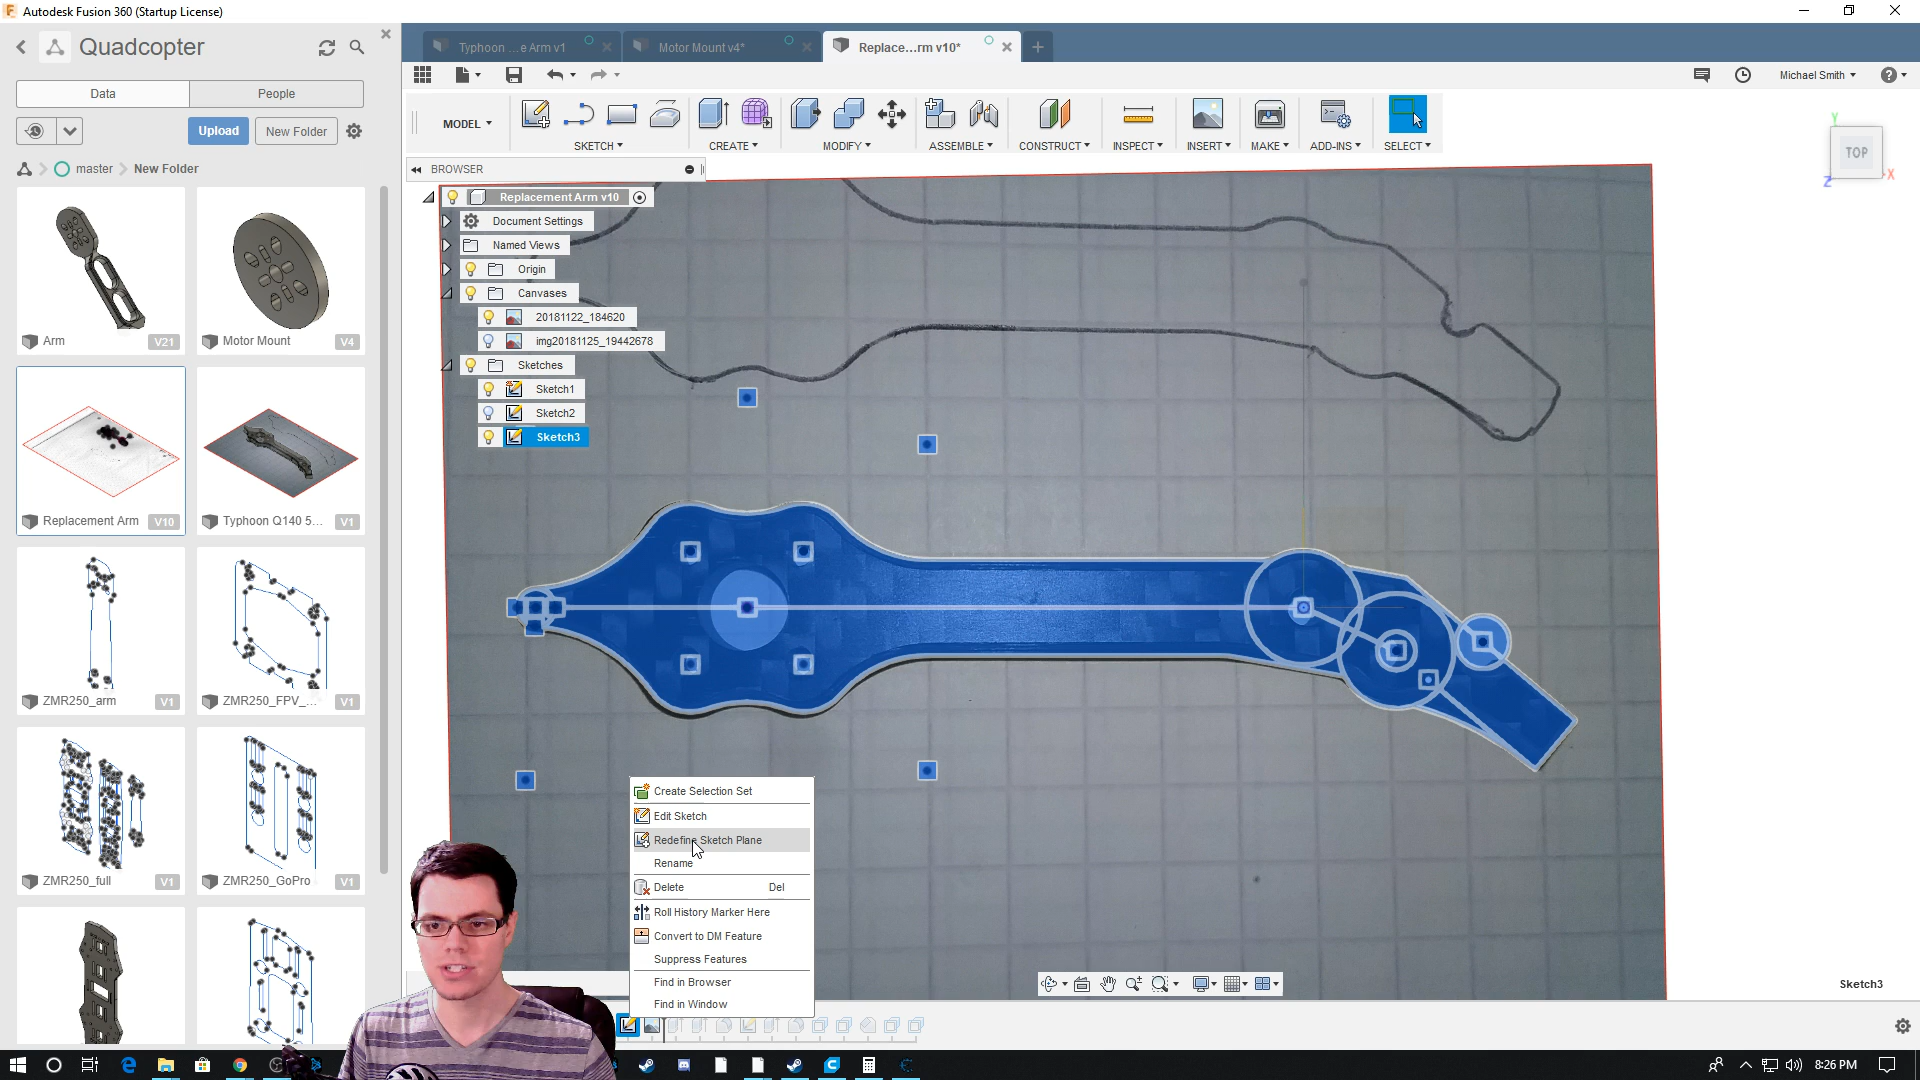 Autodesk Fusion 360 (Startup License)
Quadcopter
Data
People
Upload
New Folder
master
New Folder
Arm
V21
Motor Mount
V4
Replacement Arm
V10
Typhoon Q140 5...
V1
ZMR250_arm
V1
ZMR250_FPV_...
V1
ZMR250_full
V1
ZMR250_GoPro
V1
Typhoon ...e Arm v1
Motor Mount v4*
Replace...rm v10*
Michael Smith
MODEL
SKETCH
CREATE
MODIFY
ASSEMBLE
CONSTRUCT
INSPECT
INSERT
MAKE
ADD-INS
SELECT
BROWSER
Replacement Arm v10
Document Settings
Named Views
Origin
Canvases
20181122_184620
img20181125_19442678
Sketches
Sketch1
Sketch2
Sketch3
Y
TOP
X
Z
Create Selection Set
Edit Sketch
Redefine Sketch Plane
Rename
Delete Del
Roll History Marker Here
Convert to DM Feature
Suppress Features
Find in Browser
Find in Window
Sketch3
8:26 PM